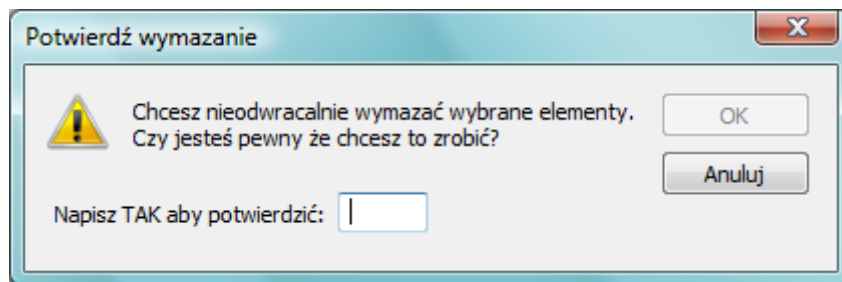 Potwierdź wymazanie
Chcesz nieodwracalnie wymazać wybrane elementy.
Czy jesteś pewny że chcesz to zrobić?
OK
Anuluj
Napisz TAK aby potwierdzić: